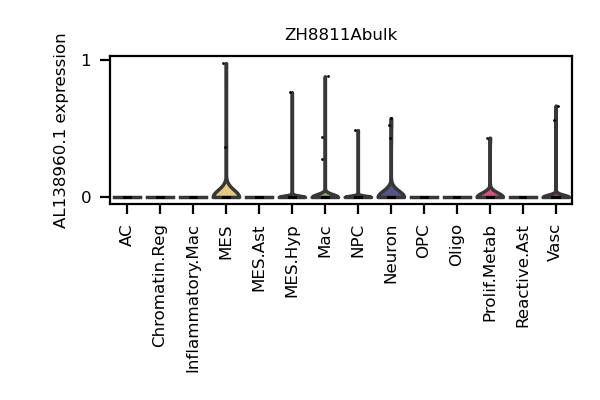 ZH8811Abulk
AL138960.1 expression
1
0
AC
Chromatin.Reg
Inflammatory.Mac
MES
MES.Ast
MES.Hyp
Mac
NPC
Neuron
OPC
Oligo
Prolif.Metab
Reactive.Ast
Vasc